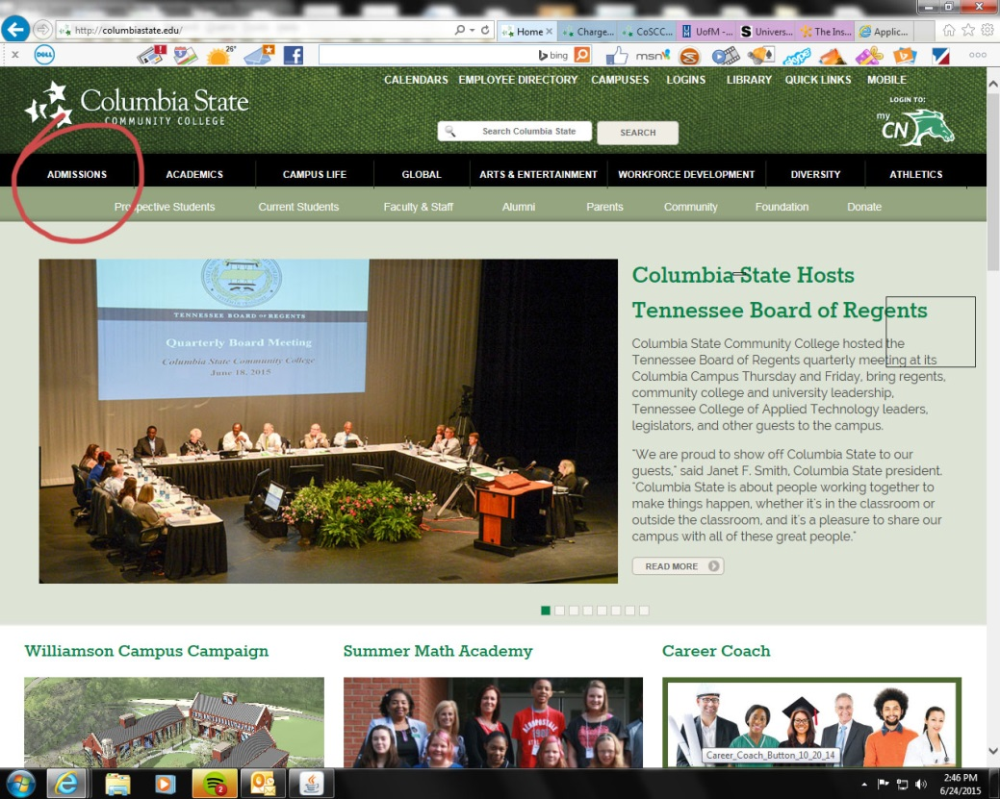 http://columbiastate.edu/
Home
Charge...
CoSCC...
UofM -...
Univers...
The Ins...
Applic...
DELL
26°
bing
msn
CALENDARS EMPLOYEE DIRECTORY CAMPUSES LOGINS LIBRARY QUICK LINKS MOBILE
Columbia State
COMMUNITY COLLEGE
Search Columbia State
SEARCH
LOGIN TO:
my
CN
ADMISSIONS ACADEMICS CAMPUS LIFE GLOBAL ARTS & ENTERTAINMENT WORKFORCE DEVELOPMENT DIVERSITY ATHLETICS
Prospective Students Current Students Faculty & Staff Alumni Parents Community Foundation Donate
TENNESSEE BOARD OF REGENTS
Quarterly Board Meeting
Columbia State Community College
June 18, 2015
Columbia State Hosts
Tennessee Board of Regents
Columbia State Community College hosted the
Tennessee Board of Regents quarterly meeting at its
Columbia Campus Thursday and Friday, bring regents,
community college and university leadership,
Tennessee College of Applied Technology leaders,
legislators, and other guests to the campus.
"We are proud to show off Columbia State to our
guests," said Janet F. Smith, Columbia State president.
"Columbia State is about people working together to
make things happen, whether it's in the classroom or
outside the classroom, and it's a pleasure to share our
campus with all of these great people."
READ MORE
Williamson Campus Campaign
Summer Math Academy
Career Coach
AEROPOSTALE
Career_Coach_Button_10_20_14
2
2:46 PM
6/24/2015